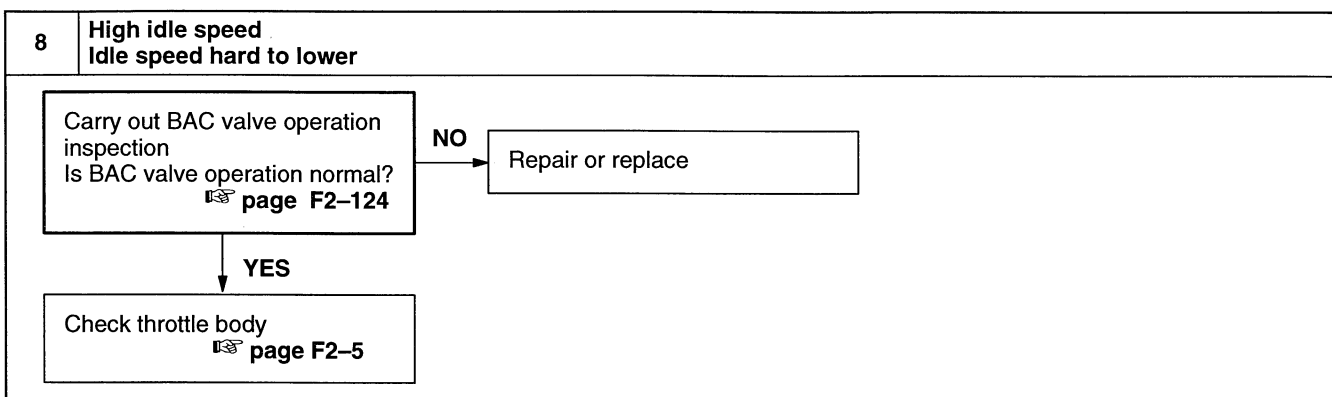 8
High idle speed
Idle speed hard to lower
Carry out BAC valve operation
inspection
Is BAC valve operation normal?
☞ page F2–124
NO
Repair or replace
YES
Check throttle body
☞ page F2–5